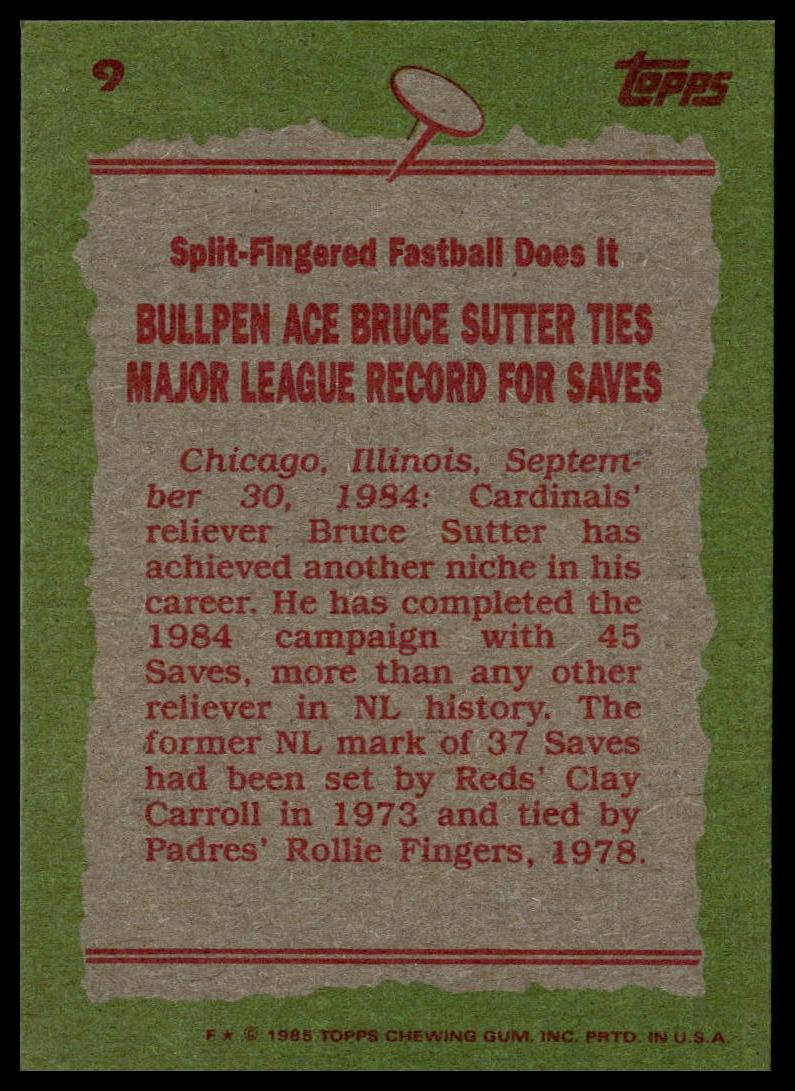 9
TOPPS
Split-Fingered Fastball Does It
BULLPEN ACE BRUCE SUTTER TIES
MAJOR LEAGUE RECORD FOR SAVES
Chicago, Illinois, Septem-
ber 30, 1984: Cardinals'
reliever Bruce Sutter has
achieved another niche in his
career. He has completed the
1984 campaign with 45
Saves, more than any other
reliever in NL history. The
former NL mark of 37 Saves
had been set by Reds' Clay
Carroll in 1973 and tied by
Padres' Rollie Fingers, 1978.
F★ © 1985 TOPPS CHEWING GUM. INC. PRTD. IN U.S.A.